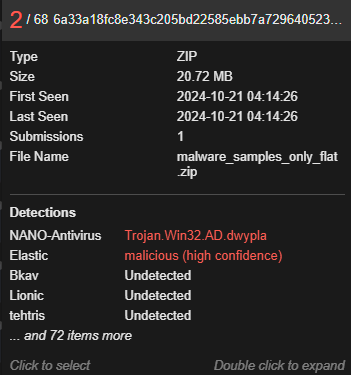 2 / 68 6a33a18fc8e343c205bd22585ebb7a729640523...
Type ZIP
Size 20.72 MB
First Seen 2024-10-21 04:14:26
Last Seen 2024-10-21 04:14:26
Submissions 1
File Name malware_samples_only_flat
.zip
Detections
NANO-Antivirus Trojan.Win32.AD.dwypla
Elastic malicious (high confidence)
Bkav Undetected
Lionic Undetected
tehtris Undetected
... and 72 items more
Click to select Double click to expand